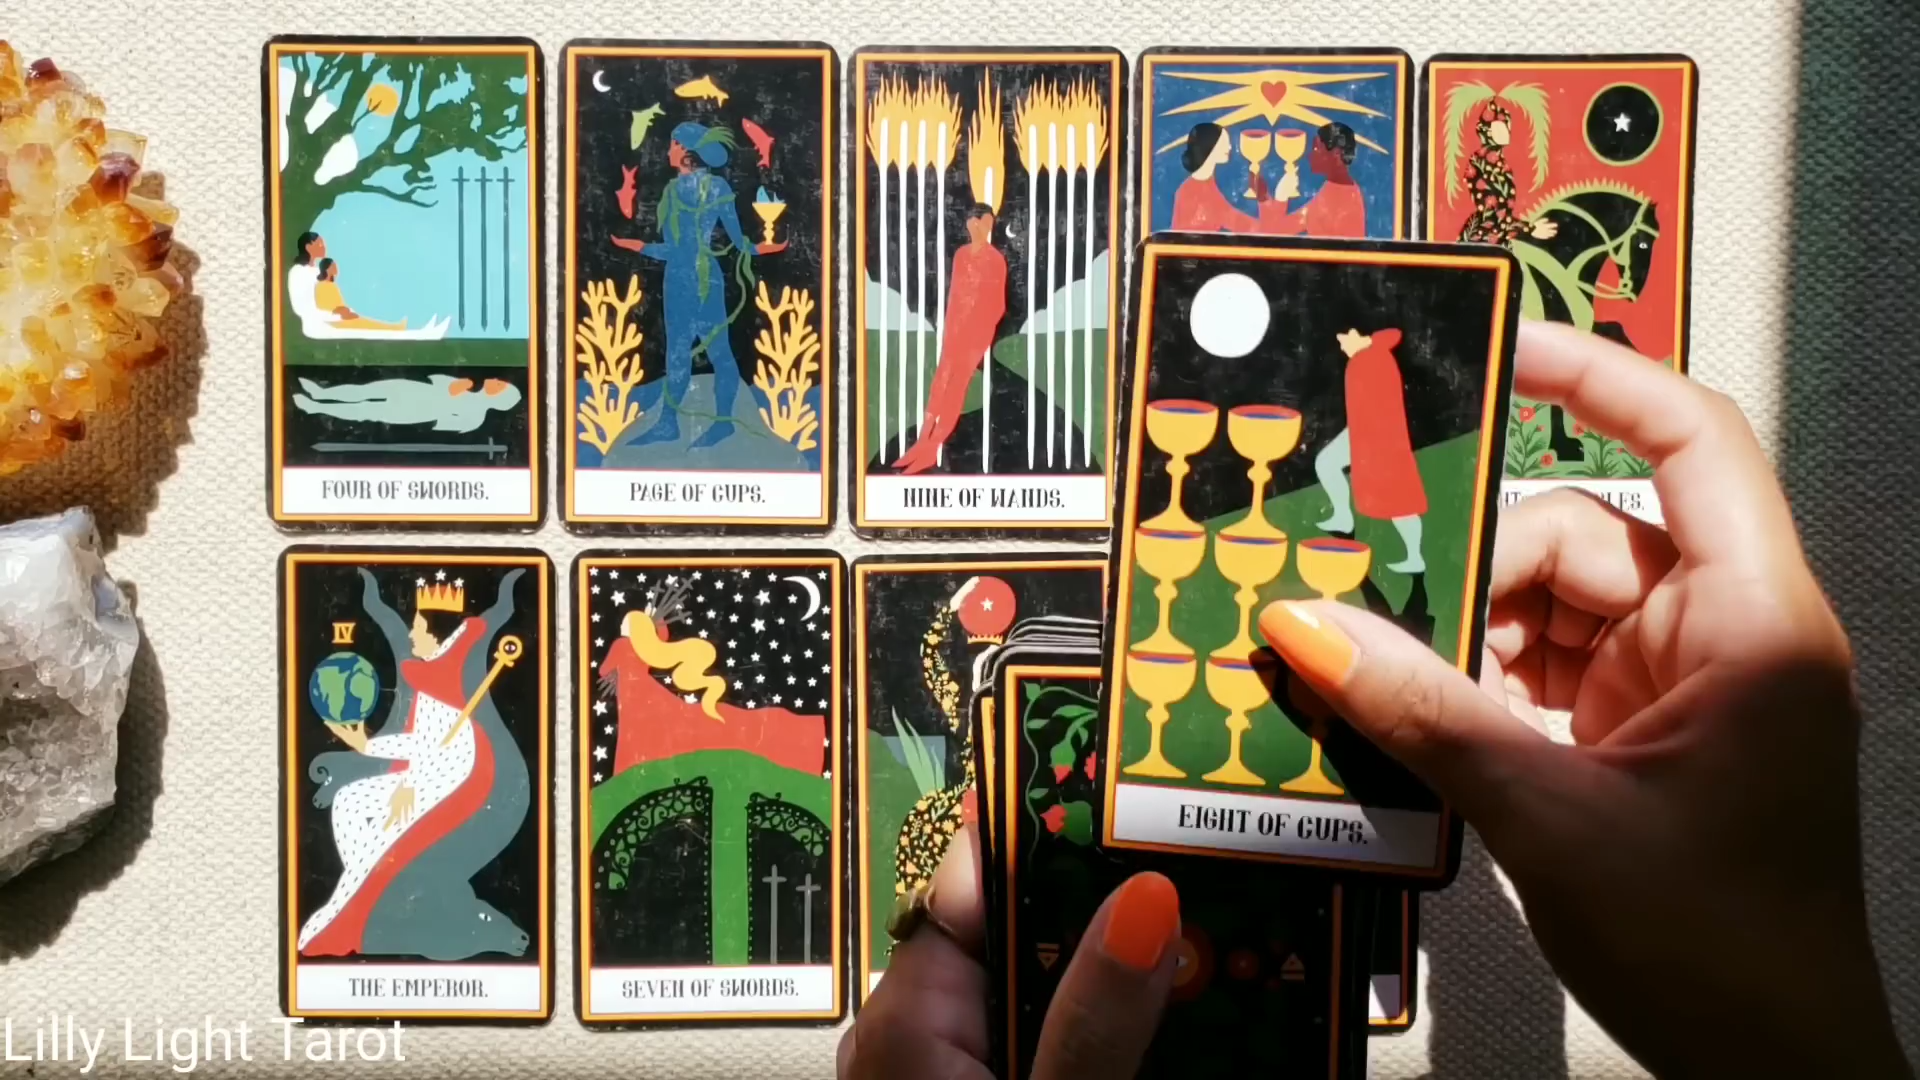 FOUR OF SWORDS.
PAGE OF CUPS.
NINE OF WANDS.
IV
EIGHT OF CUPS.
THE EMPEROR.
SEVEN OF SWORDS.
Lilly Light Tarot